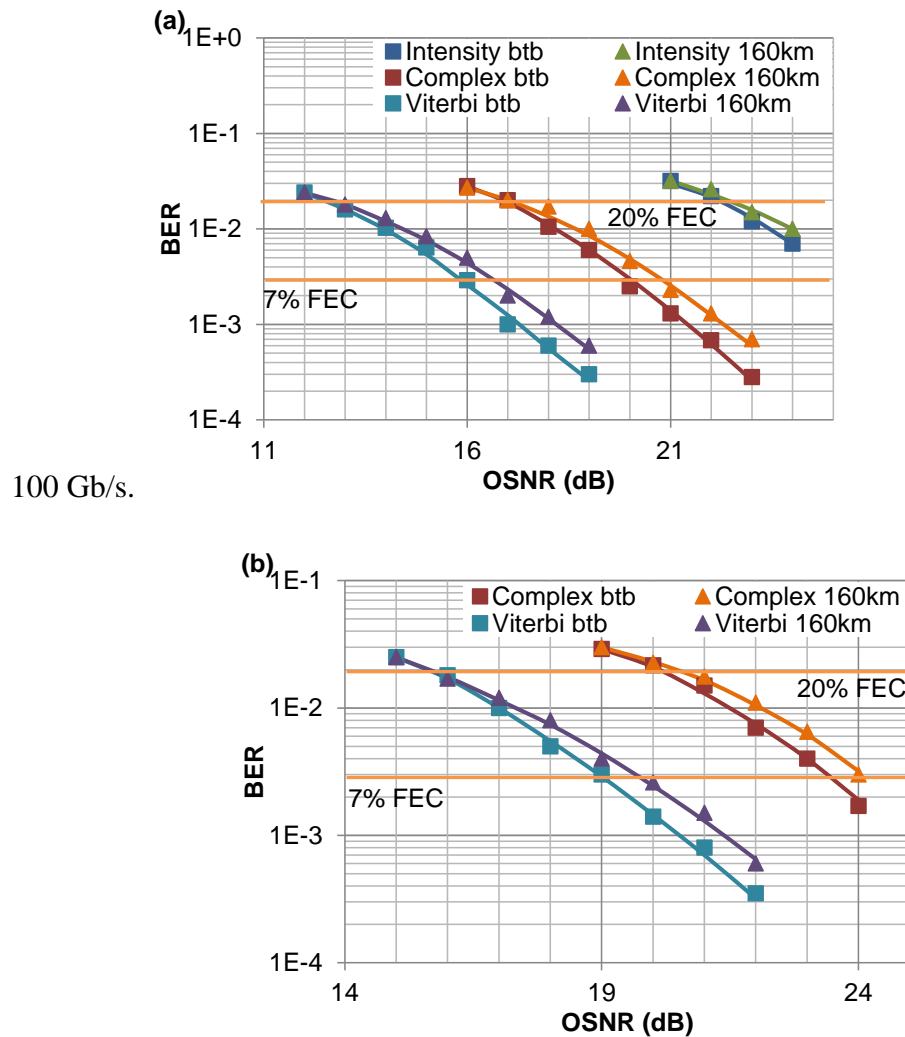 (a)
1E+0
Intensity btb Intensity 160km
Complex btb Complex 160km
Viterbi btb Viterbi 160km
1E-1
20% FEC
1E-2
BER
7% FEC
1E-3
1E-4
11 16 21
OSNR (dB)
100 Gb/s.
(b)
1E-1
Complex btb Complex 160km
Viterbi btb Viterbi 160km
20% FEC
1E-2
BER
7% FEC
1E-3
1E-4
14 19 24
OSNR (dB)